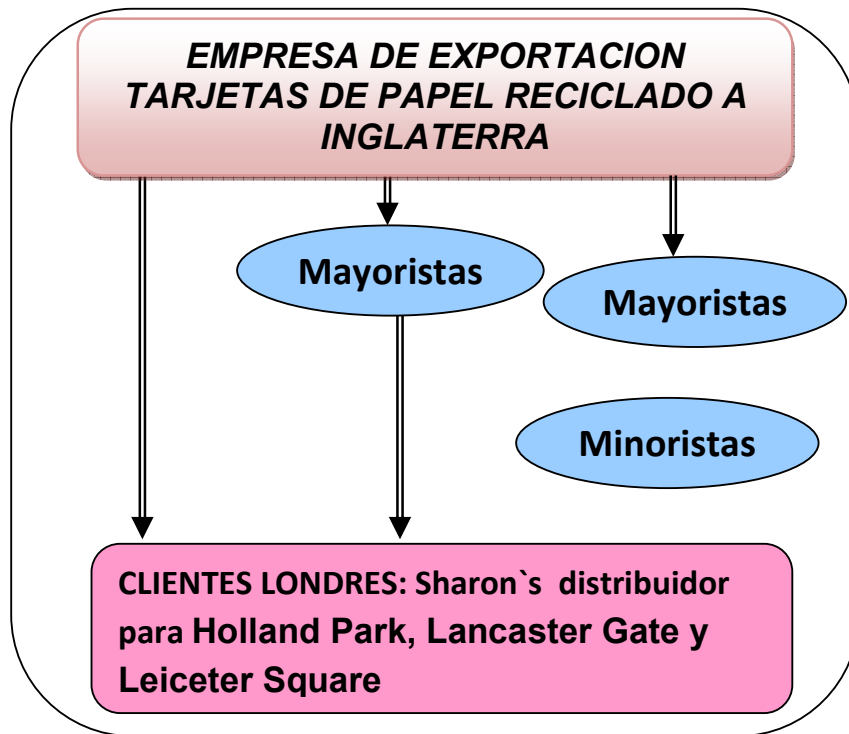 EMPRESA DE EXPORTACION
TARJETAS DE PAPEL RECICLADO A
INGLATERRA
Mayoristas
Mayoristas
Minoristas
CLIENTES LONDRES: Sharon`s distribuidor
para Holland Park, Lancaster Gate y
Leiceter Square